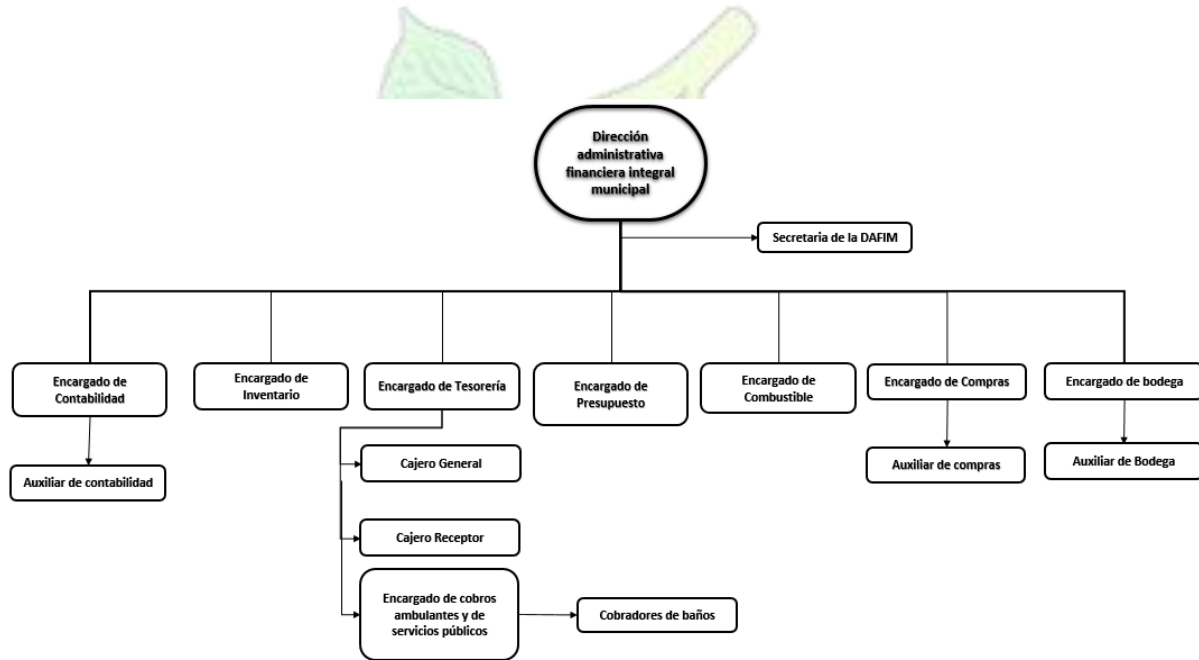 Dirección
administrativa
financiera integral
municipal
Secretaria de la DAFIM
Encargado de
Contabilidad
Encargado de
Inventario
Encargado de Tesorería
Encargado de
Presupuesto
Encargado de
Combustible
Encargado de Compras
Encargado de bodega
Auxiliar de contabilidad
Cajero General
Auxiliar de compras
Auxiliar de Bodega
Cajero Receptor
Encargado de cobros
ambulantes y de
servicios públicos
Cobradores de baños